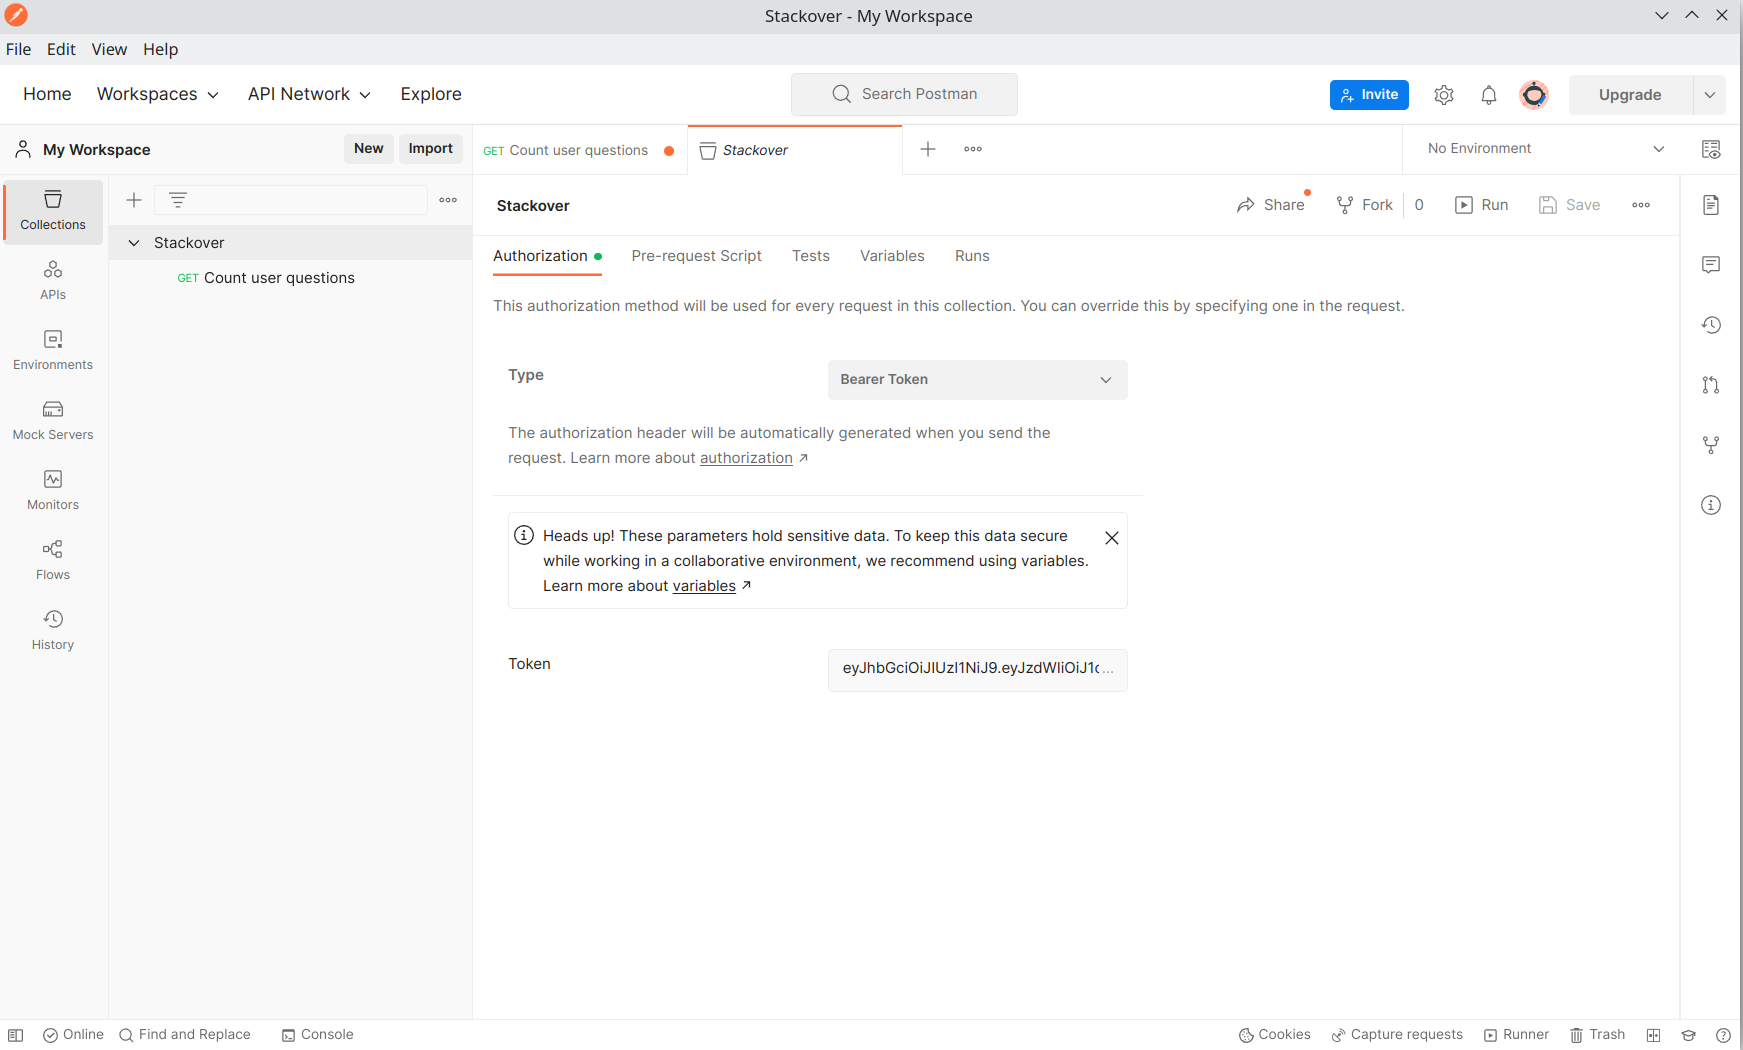 Stackover - My Workspace
File Edit View Help
Home Workspaces API Network Explore Search Postman Invite Upgrade
My Workspace New Import GET Count user questions Stackover No Environment
Collections
APIs
Environments
Mock Servers
Monitors
Flows
History
Stackover
GET Count user questions
Stackover Share Fork 0 Run Save
Authorization Pre-request Script Tests Variables Runs
This authorization method will be used for every request in this collection. You can override this by specifying one in the request.
Type Bearer Token
The authorization header will be automatically generated when you send the
request. Learn more about authorization ↗
Heads up! These parameters hold sensitive data. To keep this data secure
while working in a collaborative environment, we recommend using variables.
Learn more about variables ↗
Token eyJhbGciOiJIUzI1NiJ9.eyJzdWIiOiJ1c...
Online Find and Replace Console Cookies Capture requests Runner Trash